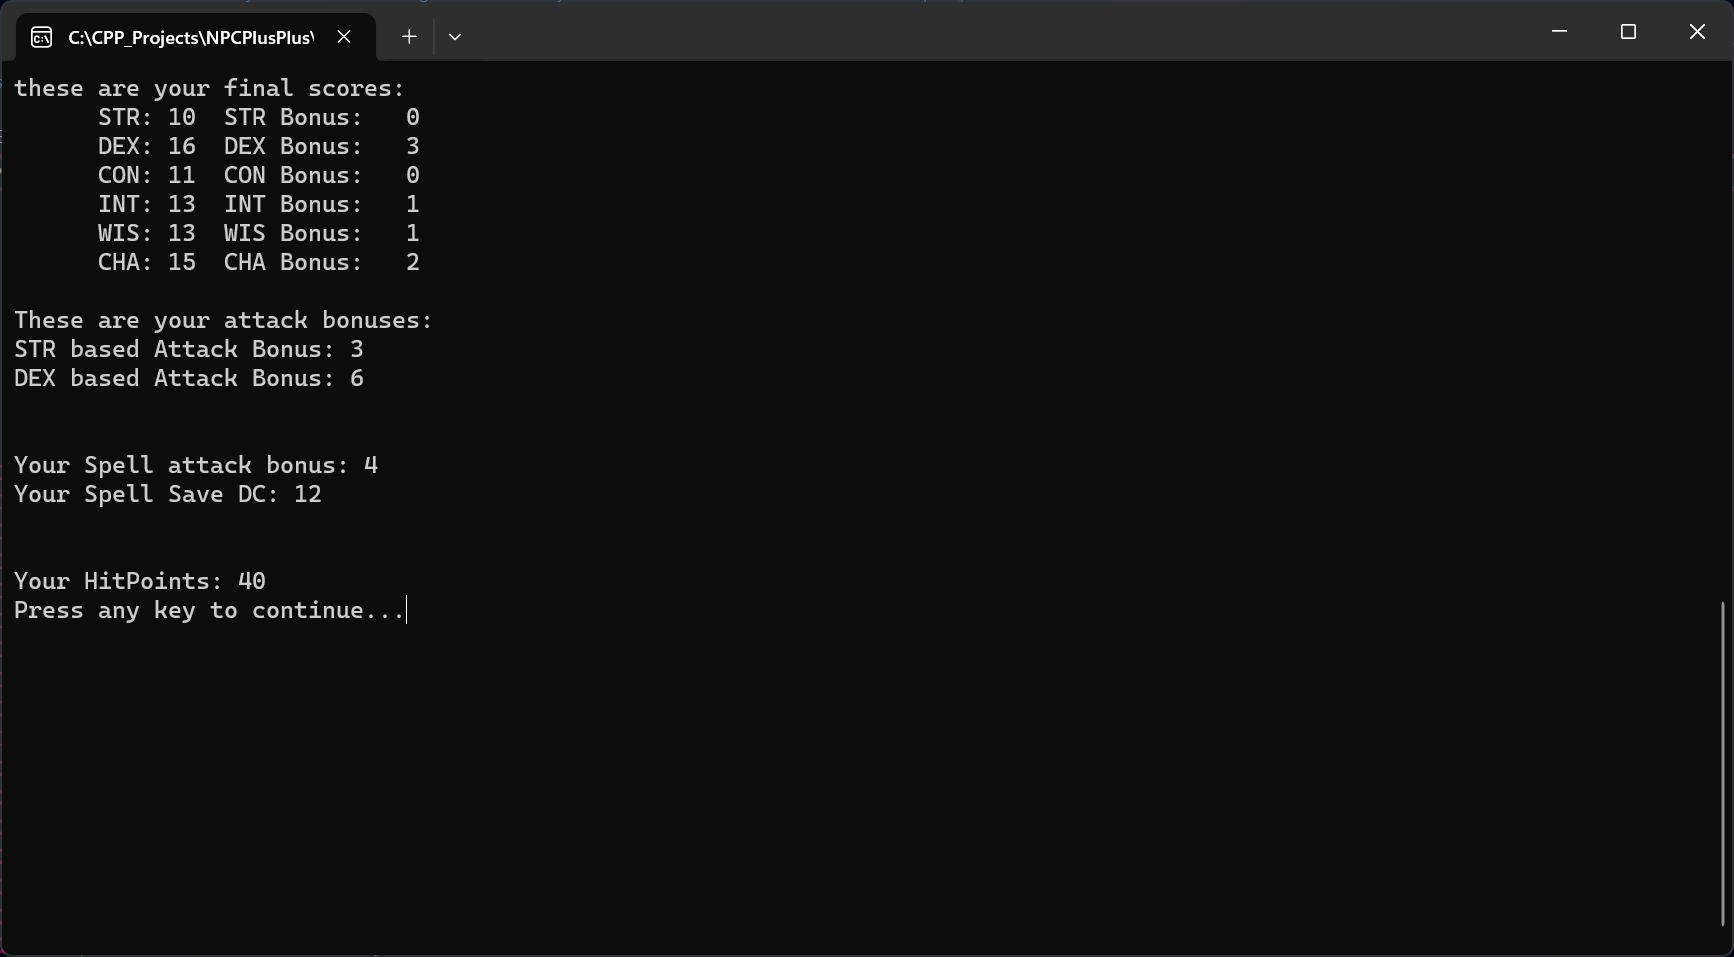 C:\CPP_Projects\NPCPlusPlus\
these are your final scores:
STR: 10  STR Bonus:   0
DEX: 16  DEX Bonus:   3
CON: 11  CON Bonus:   0
INT: 13  INT Bonus:   1
WIS: 13  WIS Bonus:   1
CHA: 15  CHA Bonus:   2
These are your attack bonuses:
STR based Attack Bonus: 3
DEX based Attack Bonus: 6
Your Spell attack bonus: 4
Your Spell Save DC: 12
Your HitPoints: 40
Press any key to continue...